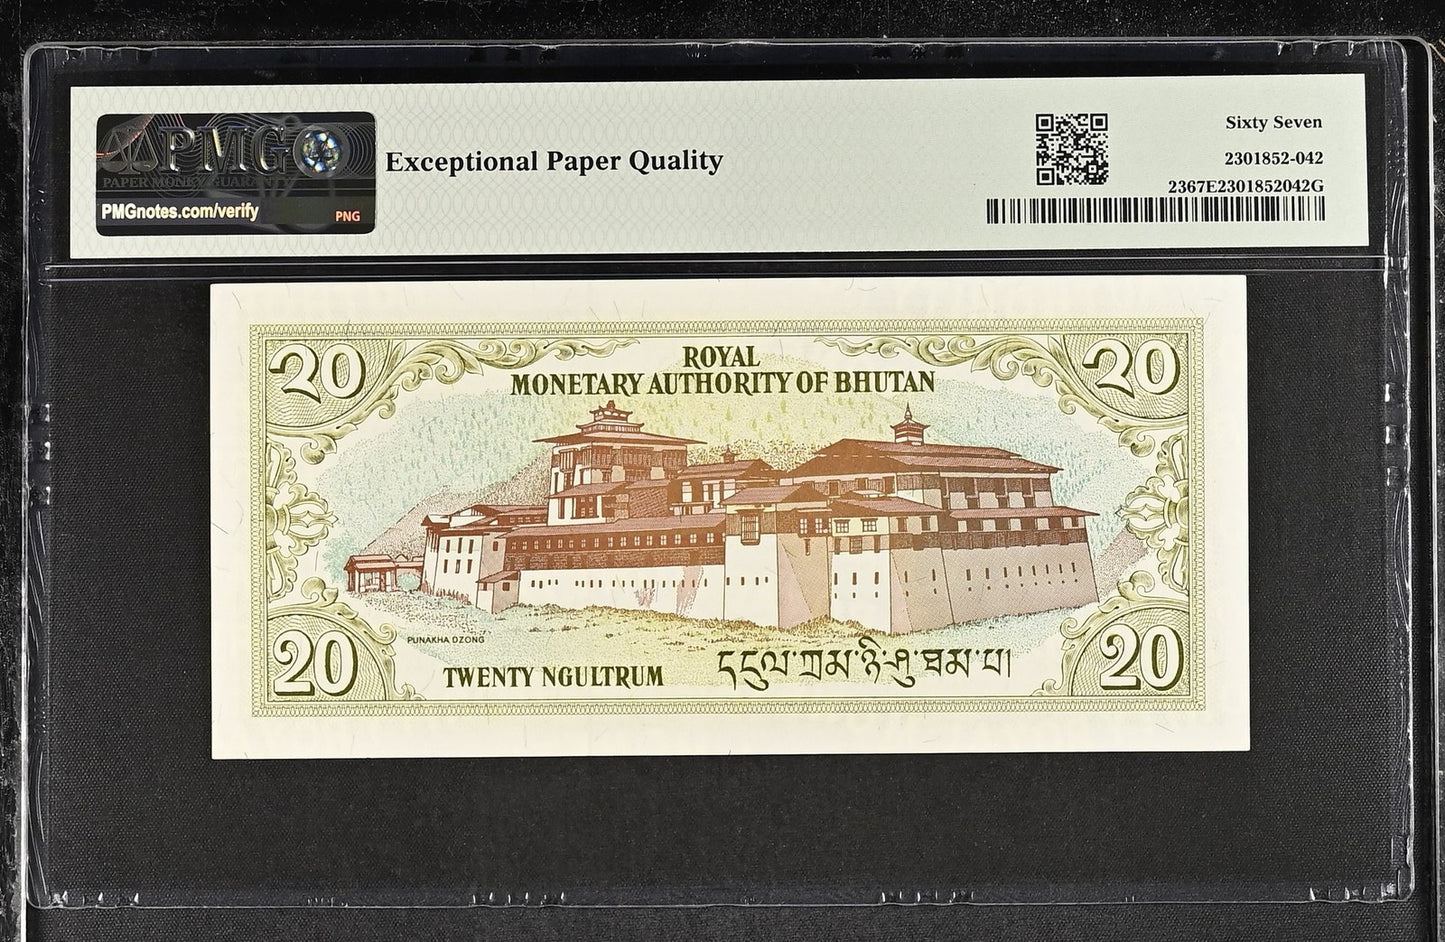 PMG
PAPER MONEY GUARANTY
PMGnotes.com/verify
PNG
Exceptional Paper Quality
Sixty Seven
2301852-042
2367E2301852042G
20
20
ROYAL
MONETARY AUTHORITY OF BHUTAN
PUNAKHA DZONG
20
TWENTY NGULTRUM
དངུལ་ཀྲམ་ཉི་ཤུ་ཐམ་པ།
20